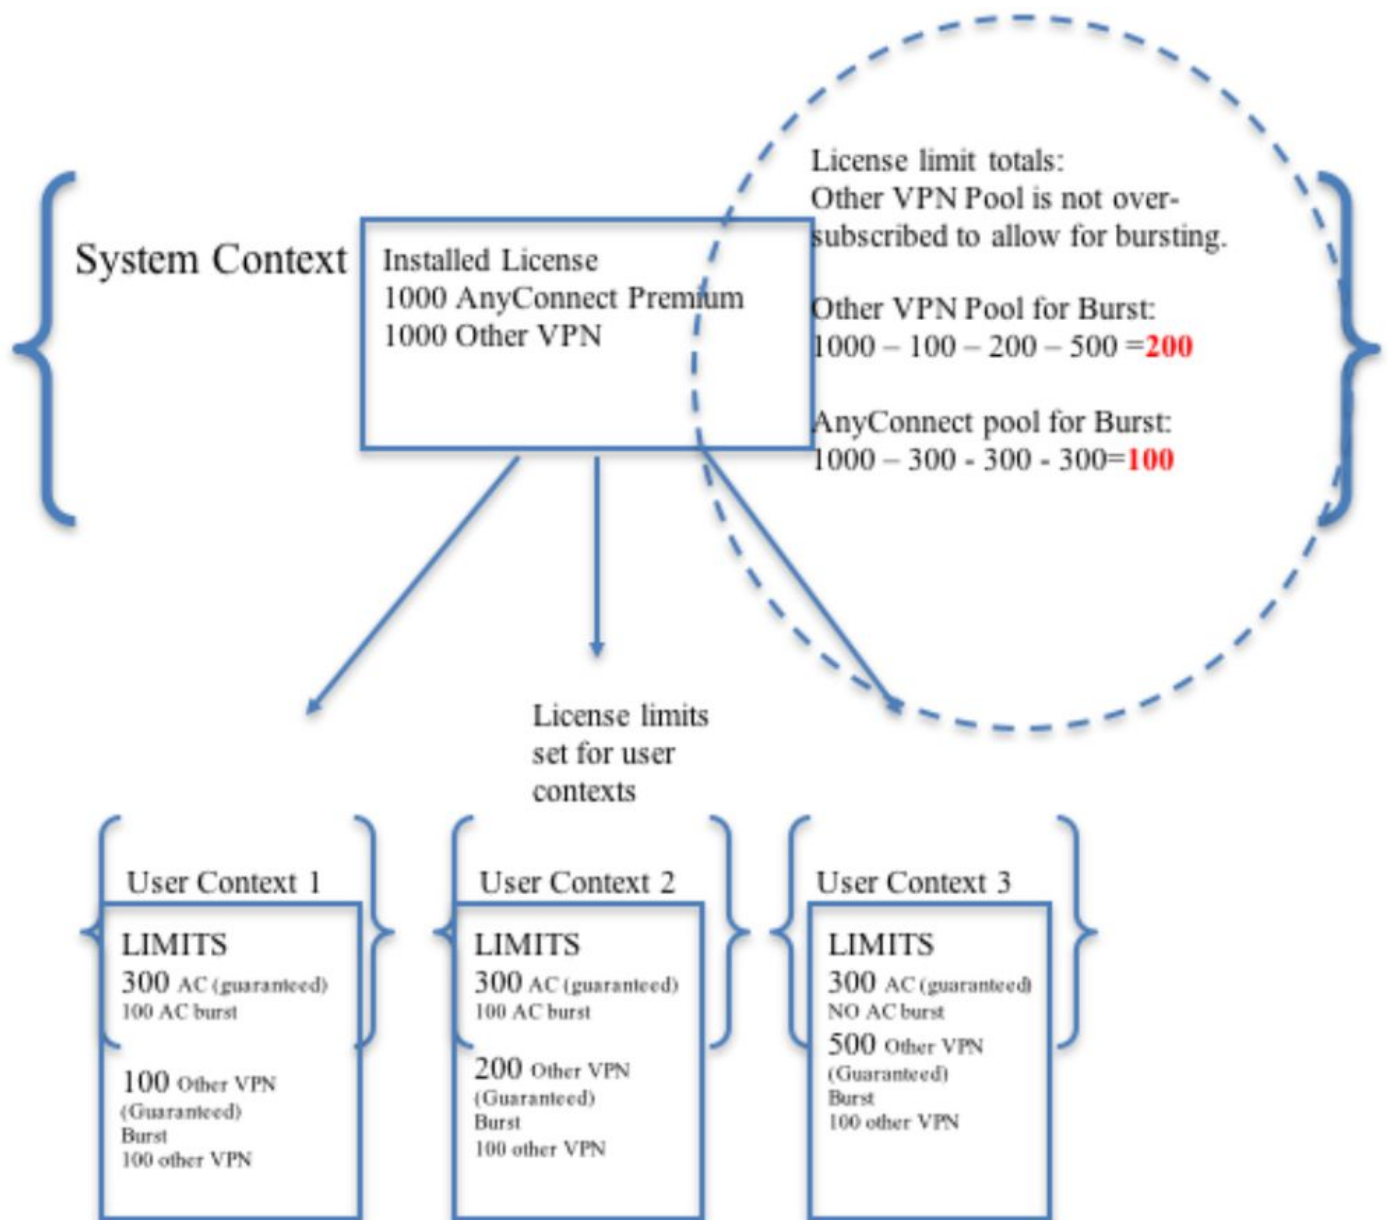 System Context
Installed License
1000 AnyConnect Premium
1000 Other VPN
License limit totals:
Other VPN Pool is not over-
subscribed to allow for bursting.
Other VPN Pool for Burst:
1000 – 100 – 200 – 500 =200
AnyConnect pool for Burst:
1000 – 300 - 300 - 300=100
License limits
set for user
contexts
User Context 1
LIMITS
300 AC (guaranteed)
100 AC burst
100 Other VPN
(Guaranteed)
Burst
100 other VPN
User Context 2
LIMITS
300 AC (guaranteed)
100 AC burst
200 Other VPN
(Guaranteed)
Burst
100 other VPN
User Context 3
LIMITS
300 AC (guaranteed)
NO AC burst
500 Other VPN
(Guaranteed)
Burst
100 other VPN